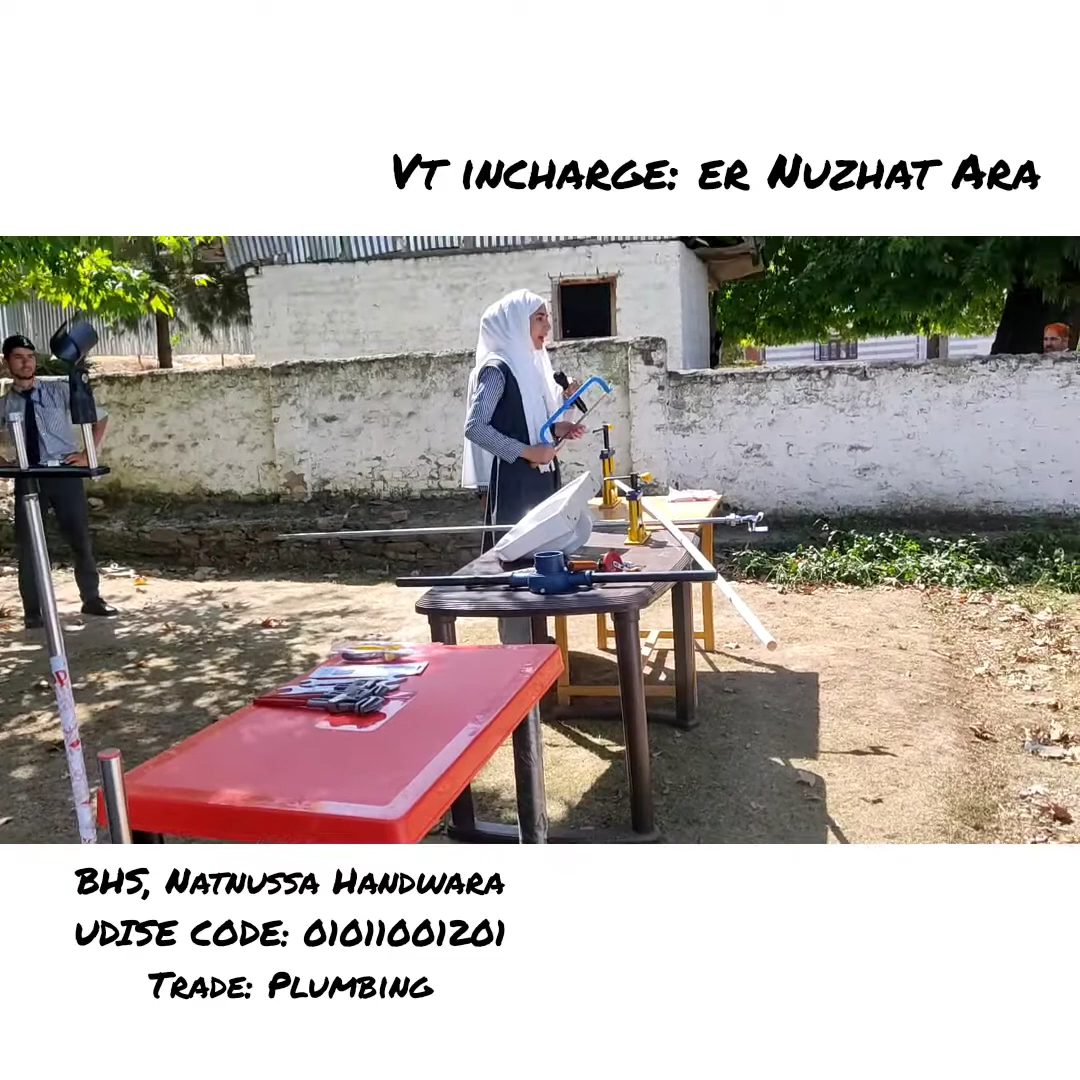 Vt incharge: er Nuzhat Ara
BHS, Natnussa Handwara
UDISE CODE: 01011001201
Trade: Plumbing